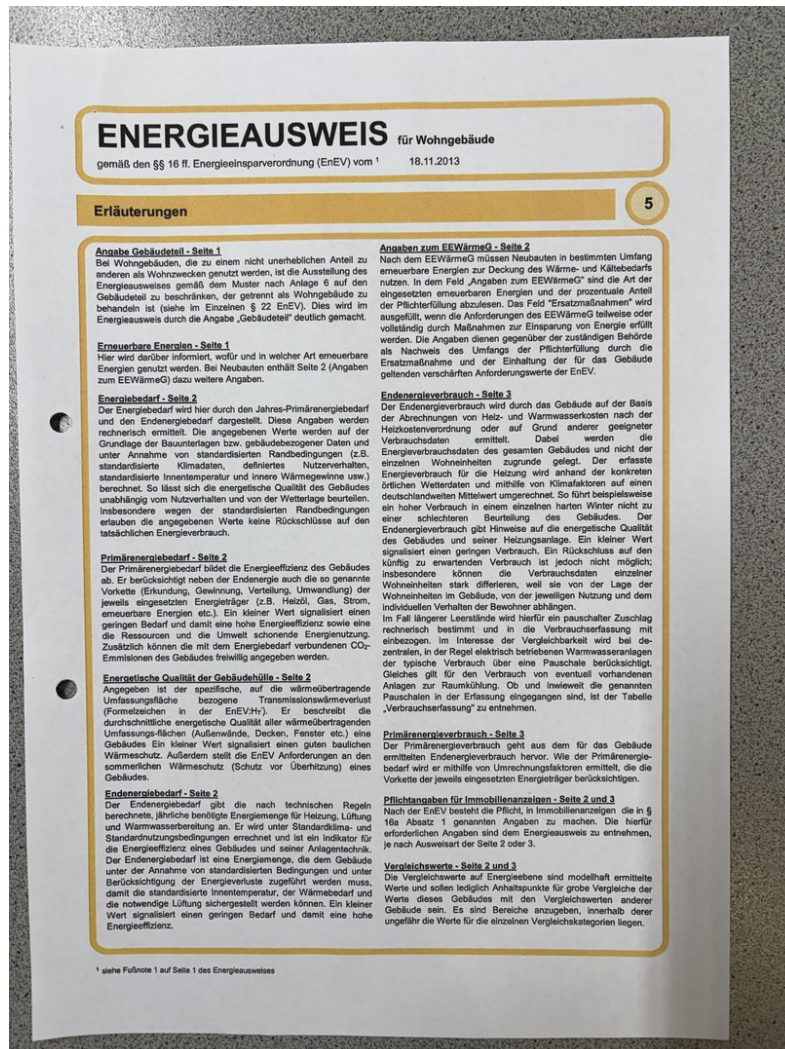 ENERGIEAUSWEIS für Wohngebäude
gemäß den §§ 16 ff. Energieeinsparverordnung (EnEV) vom ¹ 18.11.2013
Erläuterungen
5
Angabe Gebäudeteil - Seite 1
Bei Wohngebäuden, die zu einem nicht unerheblichen Anteil zu
anderen als Wohnzwecken genutzt werden, ist die Ausstellung des
Energieausweises gemäß dem Muster nach Anlage 6 auf den
Gebäudeteil zu beschränken, der getrennt als Wohngebäude zu
behandeln ist (siehe im Einzelnen § 22 EnEV). Dies wird im
Energieausweis durch die Angabe „Gebäudeteil" deutlich gemacht.
Erneuerbare Energien - Seite 1
Hier wird darüber informiert, wofür und in welcher Art erneuerbare
Energien genutzt werden. Bei Neubauten enthält Seite 2 (Angaben
zum EEWärmeG) dazu weitere Angaben.
Energiebedarf - Seite 2
Der Energiebedarf wird hier durch den Jahres-Primärenergiebedarf
und den Endenergiebedarf dargestellt. Diese Angaben werden
rechnerisch ermittelt. Die angegebenen Werte werden auf der
Grundlage der Bauunterlagen bzw. gebäudebezogener Daten und
unter Annahme von standardisierten Randbedingungen (z.B.
standardisierte Klimadaten, definiertes Nutzerverhalten,
standardisierte Innentemperatur und innere Wärmegewinne usw.)
berechnet. So lässt sich die energetische Qualität des Gebäudes
unabhängig vom Nutzverhalten und von der Wetterlage beurteilen.
Insbesondere wegen der standardisierten Randbedingungen
erlauben die angegebenen Werte keine Rückschlüsse auf den
tatsächlichen Energieverbrauch.
Primärenergiebedarf - Seite 2
Der Primärenergiebedarf bildet die Energieeffizienz des Gebäudes
ab. Er berücksichtigt neben der Endenergie auch die so genannte
Vorkette (Erkundung, Gewinnung, Verteilung, Umwandlung) der
jeweils eingesetzten Energieträger (z.B. Heizöl, Gas, Strom,
erneuerbare Energien etc.). Ein kleiner Wert signalisiert einen
geringen Bedarf und damit eine hohe Energieeffizienz sowie eine
die Ressourcen und die Umwelt schonende Energienutzung.
Zusätzlich können die mit dem Energiebedarf verbundenen CO₂-
Emmisionen des Gebäudes freiwillig angegeben werden.
Energetische Qualität der Gebäudehülle - Seite 2
Angegeben ist der spezifische, auf die wärmeübertragende
Umfassungsfläche bezogene Transmissionswärmeverlust
(Formelzeichen in der EnEV:H_T'). Er beschreibt die
durchschnittliche energetische Qualität aller wärmeübertragenden
Umfassungs-flächen (Außenwände, Decken, Fenster etc.) eine
Gebäudes Ein kleiner Wert signalisiert einen guten baulichen
Wärmeschutz. Außerdem stellt die EnEV Anforderungen an den
sommerlichen Wärmeschutz (Schutz vor Überhitzung) eines
Gebäudes.
Endenergiebedarf - Seite 2
Der Endenergiebedarf gibt die nach technischen Regeln
berechnete, jährliche benötigte Energiemenge für Heizung, Lüftung
und Warmwasserbereitung an. Er wird unter Standardklima- und
Standardnutzungsbedingungen errechnet und ist ein Indikator für
die Energieeffizienz eines Gebäudes und seiner Anlagentechnik.
Der Endenergiebedarf ist eine Energiemenge, die dem Gebäude
unter der Annahme von standardisierten Bedingungen und unter
Berücksichtigung der Energieverluste zugeführt werden muss,
damit die standardisierte Innentemperatur, der Wärmebedarf und
die notwendige Lüftung sichergestellt werden können. Ein kleiner
Wert signalisiert einen geringen Bedarf und damit eine hohe
Energieeffizienz.
Angaben zum EEWärmeG - Seite 2
Nach dem EEWärmeG müssen Neubauten in bestimmten Umfang
erneuerbare Energien zur Deckung des Wärme- und Kältebedarfs
nutzen. In dem Feld „Angaben zum EEWärmeG" sind die Art der
eingesetzten erneuerbaren Energien und der prozentuale Anteil
der Pflichterfüllung abzulesen. Das Feld "Ersatzmaßnahmen" wird
ausgefüllt, wenn die Anforderungen des EEWärmeG teilweise oder
vollständig durch Maßnahmen zur Einsparung von Energie erfüllt
werden. Die Angaben dienen gegenüber der zuständigen Behörde
als Nachweis des Umfangs der Pflichterfüllung durch die
Ersatzmaßnahme und der Einhaltung der für das Gebäude
geltenden verschärften Anforderungswerte der EnEV.
Endenergieverbrauch - Seite 3
Der Endenergieverbrauch wird durch das Gebäude auf der Basis
der Abrechnungen von Heiz- und Warmwasserkosten nach der
Heizkostenverordnung oder auf Grund anderer geeigneter
Verbrauchsdaten ermittelt. Dabei werden die
Energieverbrauchsdaten des gesamten Gebäudes und nicht der
einzelnen Wohneinheiten zugrunde gelegt. Der erfasste
Energieverbrauch für die Heizung wird anhand der konkreten
örtlichen Wetterdaten und mithilfe von Klimafaktoren auf einen
deutschlandweiten Mittelwert umgerechnet. So führt beispielsweise
ein hoher Verbrauch in einem einzelnen harten Winter nicht zu
einer schlechteren Beurteilung des Gebäudes. Der
Endenergieverbrauch gibt Hinweise auf die energetische Qualität
des Gebäudes und seiner Heizungsanlage. Ein kleiner Wert
signalisiert einen geringen Verbrauch. Ein Rückschluss auf den
künftig zu erwartenden Verbrauch ist jedoch nicht möglich;
insbesondere können die Verbrauchsdaten einzelner
Wohneinheiten stark differieren, weil sie von der Lage der
Wohneinheiten im Gebäude, von der jeweiligen Nutzung und dem
individuellen Verhalten der Bewohner abhängen.
Im Fall längerer Leerstände wird hierfür ein pauschaler Zuschlag
rechnerisch bestimmt und in die Verbrauchserfassung mit
einbezogen. im Interesse der Vergleichbarkeit wird bei de-
zentralen, in der Regel elektrisch betriebenen Warmwasseranlagen
der typische Verbrauch über eine Pauschale berücksichtigt.
Gleiches gilt für den Verbrauch von eventuell vorhandenen
Anlagen zur Raumkühlung. Ob und inwieweit die genannten
Pauschalen in der Erfassung eingegangen sind, ist der Tabelle
„Verbrauchserfassung" zu entnehmen.
Primärenergieverbrauch - Seite 3
Der Primärenergieverbrauch geht aus dem für das Gebäude
ermittelten Endenergieverbrauch hervor. Wie der Primärenergie-
bedarf wird er mithilfe von Umrechnungsfaktoren ermittelt, die die
Vorkette der jeweils eingesetzten Energieträger berücksichtigen.
Pflichtangaben für Immobilienanzeigen - Seite 2 und 3
Nach der EnEV besteht die Pflicht, in Immobilienanzeigen die in §
16a Absatz 1 genannten Angaben zu machen. Die hierfür
erforderlichen Angaben sind dem Energieausweis zu entnehmen,
je nach Ausweisart der Seite 2 oder 3.
Vergleichswerte - Seite 2 und 3
Die Vergleichswerte auf Energieebene sind modellhaft ermittelte
Werte und sollen lediglich Anhaltspunkte für grobe Vergleiche der
Werte dieses Gebäudes mit den Vergleichswerten anderer
Gebäude sein. Es sind Bereiche anzugeben, innerhalb derer
ungefähr die Werte für die einzelnen Vergleichskategorien liegen.
¹ siehe Fußnote 1 auf Seite 1 des Energieausweises